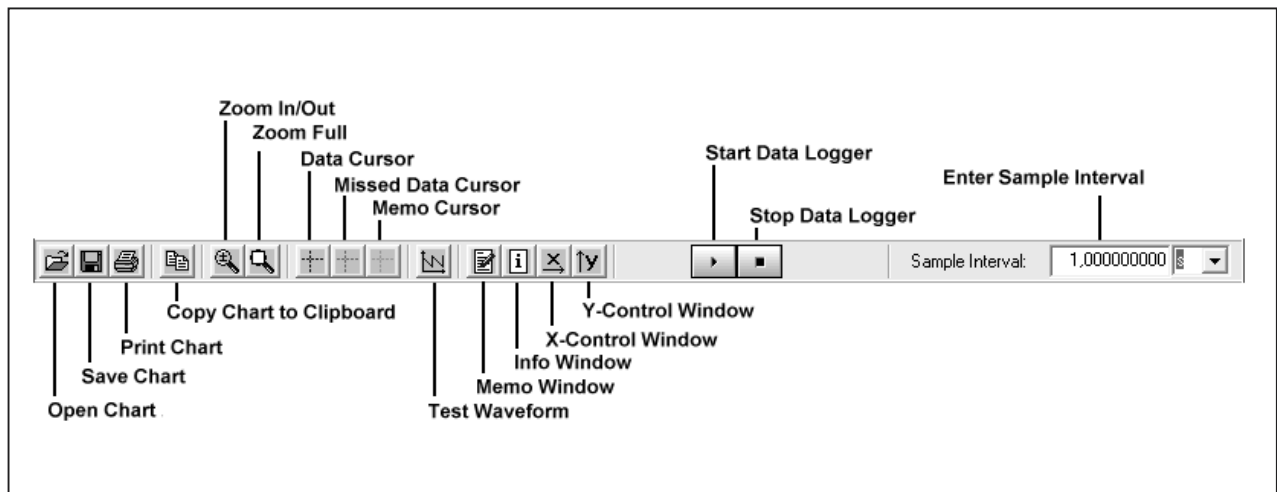 Zoom In/Out
Zoom Full
Data Cursor
Missed Data Cursor
Memo Cursor
Start Data Logger
Stop Data Logger
Enter Sample Interval
i X y
Sample Interval: 1,000000000 s
Copy Chart to Clipboard
Print Chart
Save Chart
Open Chart
Y-Control Window
X-Control Window
Info Window
Memo Window
Test Waveform